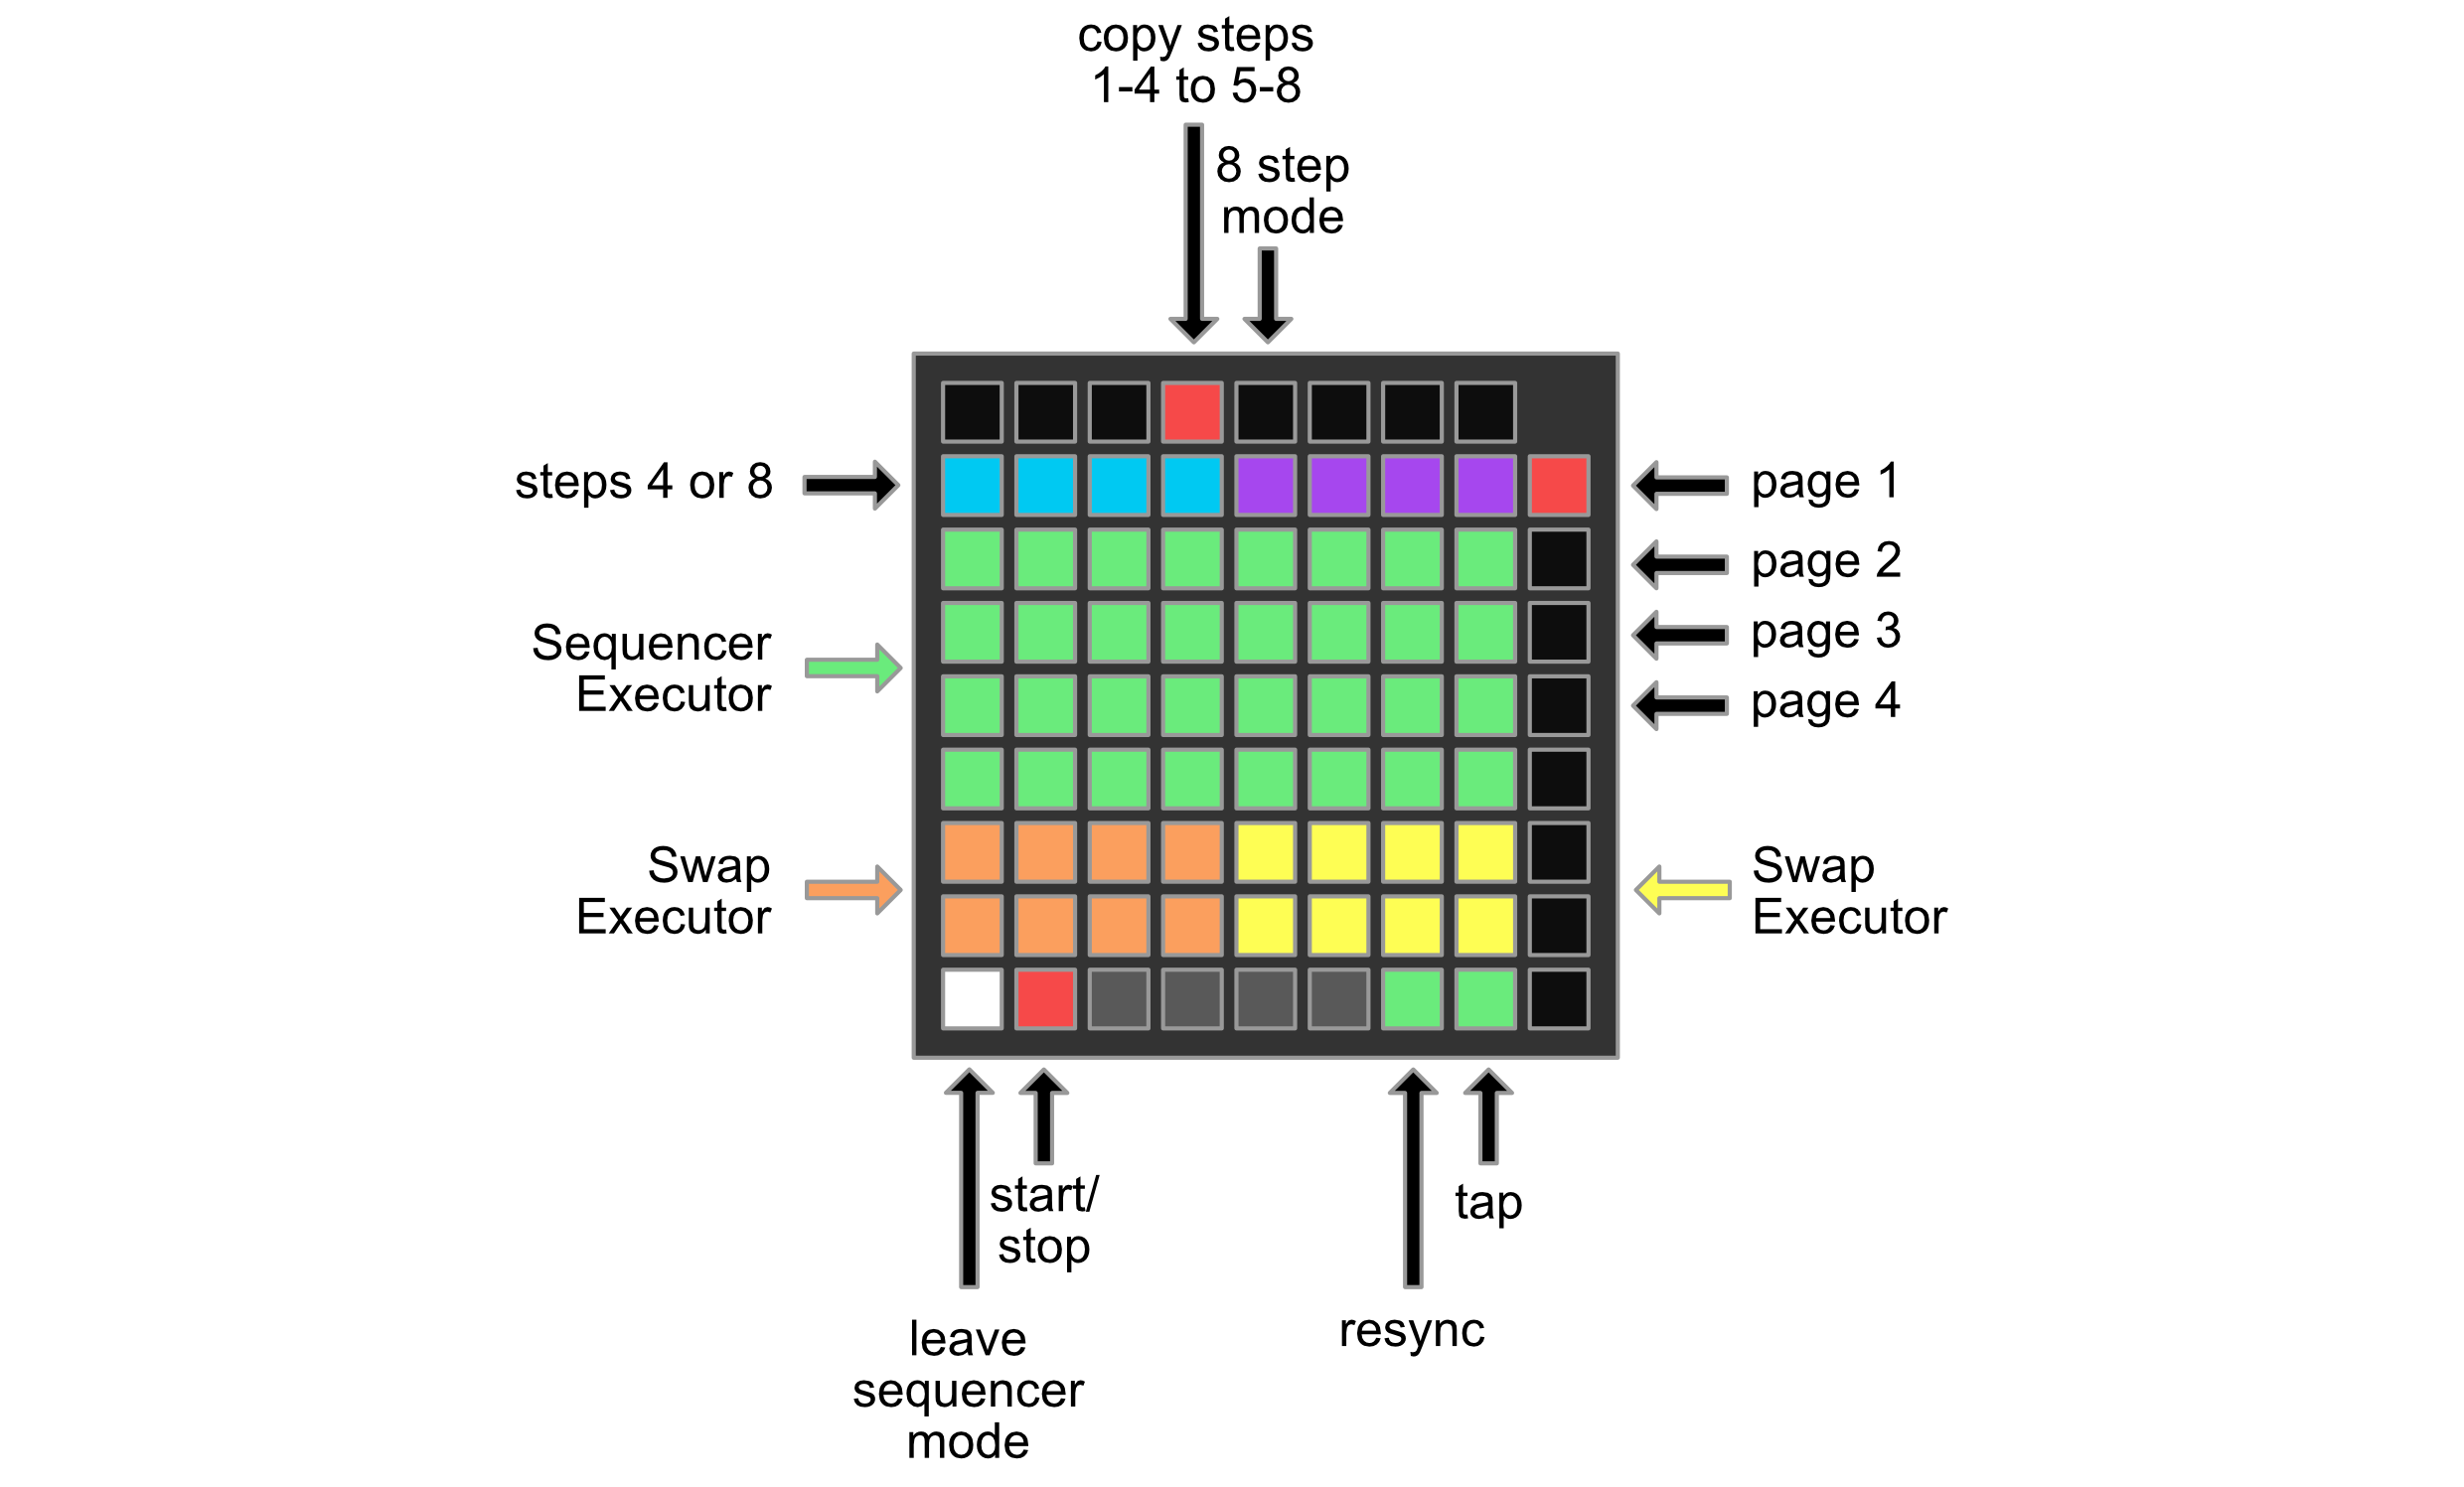 copy steps
1-4 to 5-8
8 step
mode
steps 4 or 8
page 1
page 2
Sequencer
Executor
page 3
page 4
Swap
Executor
Swap
Executor
start/
stop
tap
leave
sequencer
mode
resync